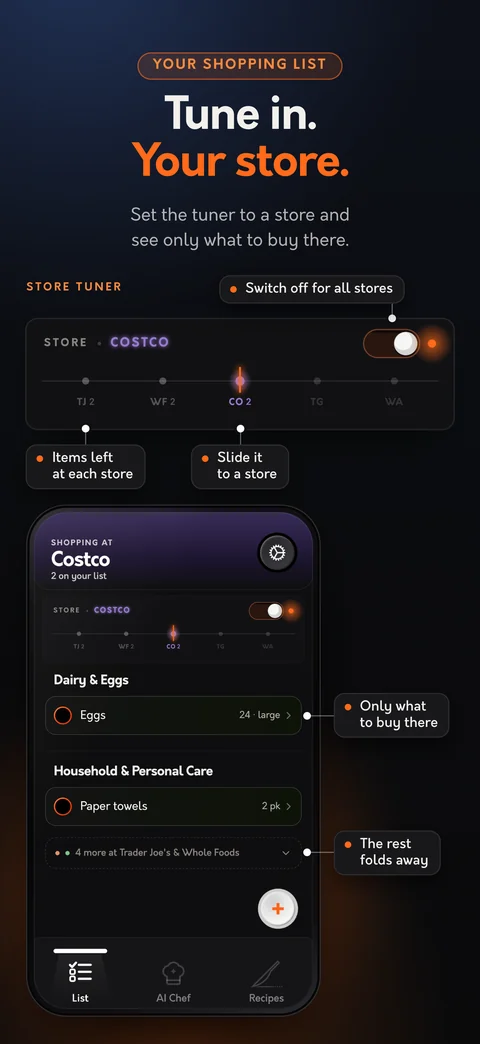 YOUR SHOPPING LIST
Tune in.
Your store.
Set the tuner to a store and
see only what to buy there.
STORE TUNER
Switch off for all stores
STORE • COSTCO
TJ 2
WF 2
CO 2
TG
WA
Items left
at each store
Slide it
to a store
SHOPPING AT
Costco
2 on your list
STORE • COSTCO
TJ 2
WF 2
CO 2
TG
WA
Dairy & Eggs
Eggs
24 · large
Only what
to buy there
Household & Personal Care
Paper towels
2 pk
4 more at Trader Joe's & Whole Foods
The rest
folds away
List
AI Chef
Recipes